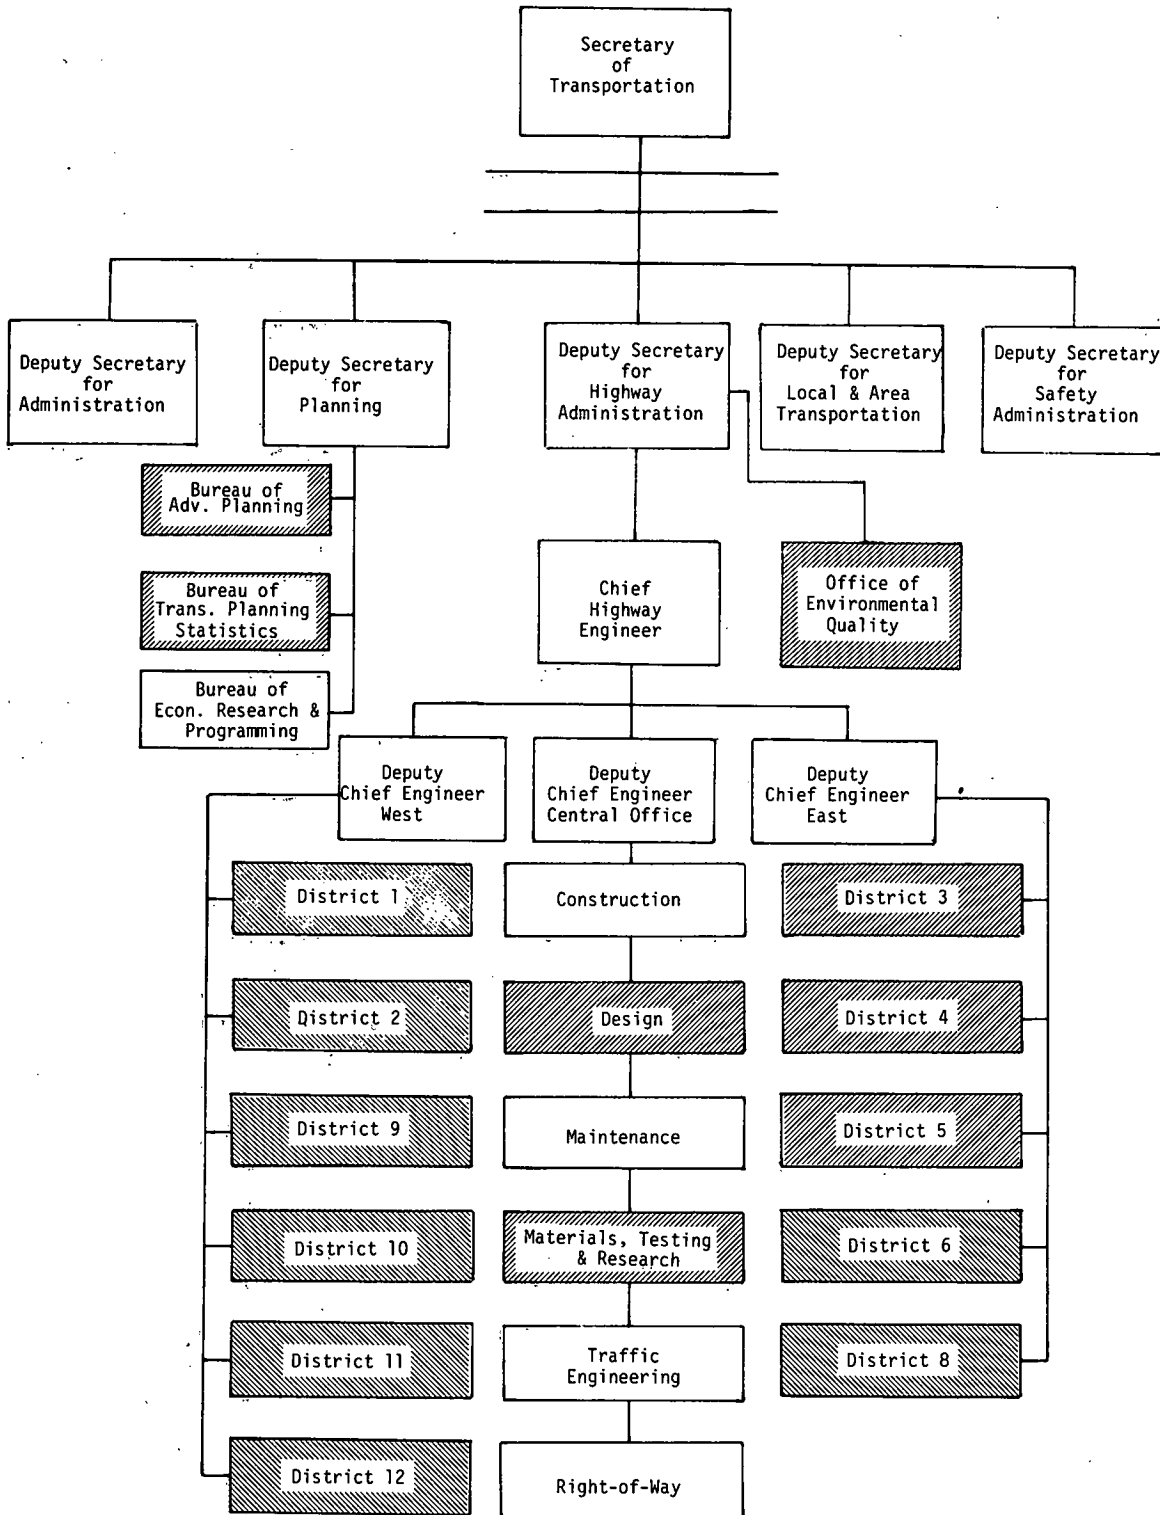 Secretary
of
Transportation
Deputy Secretary
for
Administration
Deputy Secretary
for
Planning
Deputy Secretary
for
Highway
Administration
Deputy Secretary
for
Local & Area
Transportation
Deputy Secretary
for
Safety
Administration
Bureau of
Adv. Planning
Bureau of
Trans. Planning
Statistics
Bureau of
Econ. Research &
Programming
Chief
Highway
Engineer
Office of
Environmental
Quality
Deputy
Chief Engineer
West
Deputy
Chief Engineer
Central Office
Deputy
Chief Engineer
East
District 1
Construction
District 3
District 2
Design
District 4
District 9
Maintenance
District 5
District 10
Materials, Testing
& Research
District 6
District 11
Traffic
Engineering
District 8
District 12
Right-of-Way